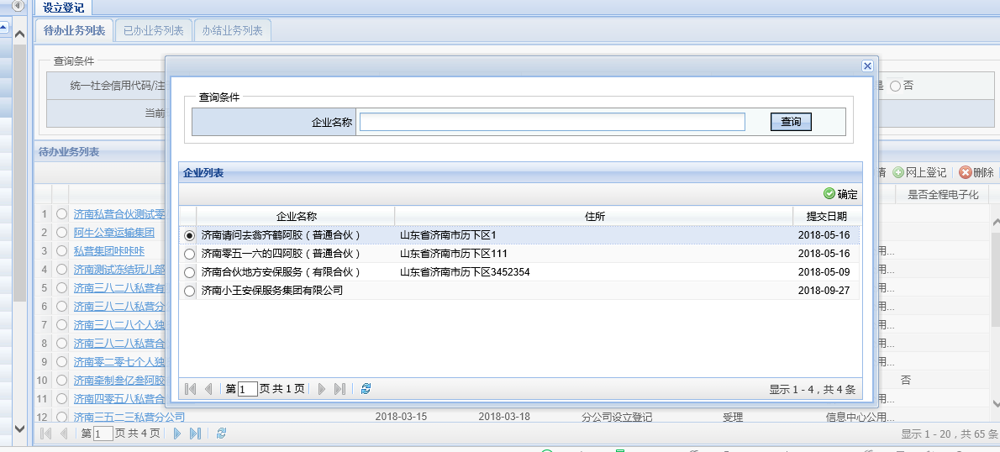 设立登记
待办业务列表 已办业务列表 办结业务列表
查询条件
统一社会信用代码/注
否
当前
查询条件
企业名称 查询
待办业务列表
网上登记 删除
是否全程电子化
企业列表
确定
企业名称 住所 提交日期
济南请问去翁齐鹤阿胶（普通合伙） 山东省济南市历下区1 2018-05-16
济南零五一六的四阿胶（普通合伙） 山东省济南市历下区111 2018-05-16
济南合伙地方安保服务（有限合伙） 山东省济南市历下区3452354 2018-05-09
济南小王安保服务集团有限公司 2018-09-27
第 1 页 共 1 页 显示 1 - 4，共 4 条
1 济南私营合伙测试零
2 阿牛公章运输集团
3 私营集团咔咔咔 用...
4 济南测试冻结玩儿部 用...
5 济南三八二八私营有 用...
6 济南三八二八私营分 用...
7 济南三八二八个人独 用...
8 济南三八二八私营合 用...
9 济南零二零七个人独 用...
10 济南牵制叁亿叁阿胶 否
11 济南四零五八私营合 用...
12 济南三五二三私营分公司 2018-03-15 2018-03-18 分公司设立登记 受理 信息中心公用...
第 1 页 共 4 页 显示 1 - 20，共 65 条